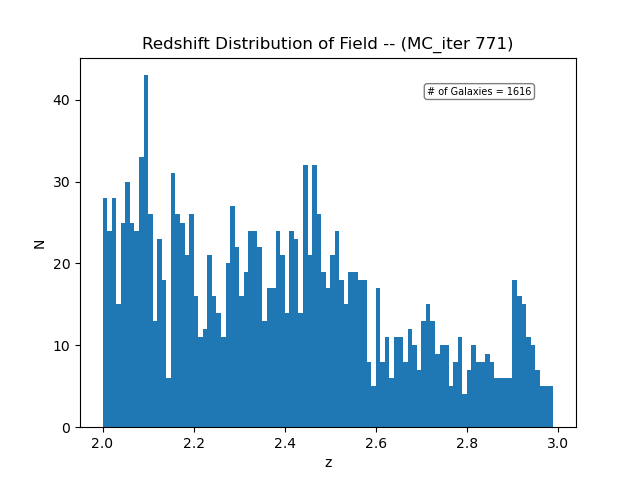 Redshift Distribution of Field -- (MC_iter 771)
# of Galaxies = 1616
40
30
20
10
0
N
2.0 2.2 2.4 2.6 2.8 3.0
z